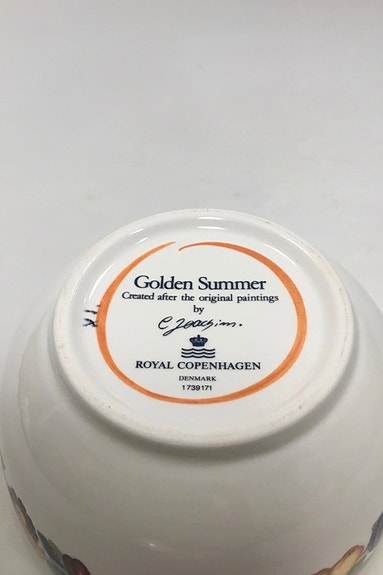 Golden Summer
Created after the original paintings
by
C Joachim.
ROYAL COPENHAGEN
DENMARK
1739171